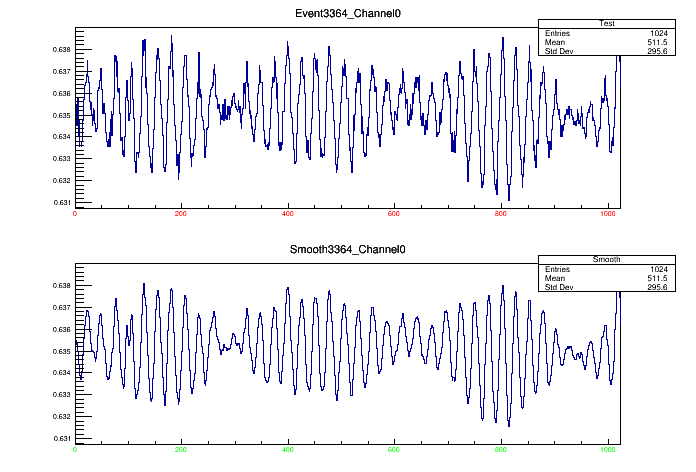 Event3364_Channel0
Test
Entries 1024
Mean 511.5
Std Dev 295.6
0.638
0.637
0.636
0.635
0.634
0.633
0.632
0.631
0 200 400 600 800 1000
Smooth3364_Channel0
Smooth
Entries 1024
Mean 511.5
Std Dev 295.6
0.638
0.637
0.636
0.635
0.634
0.633
0.632
0.631
0 200 400 600 800 1000